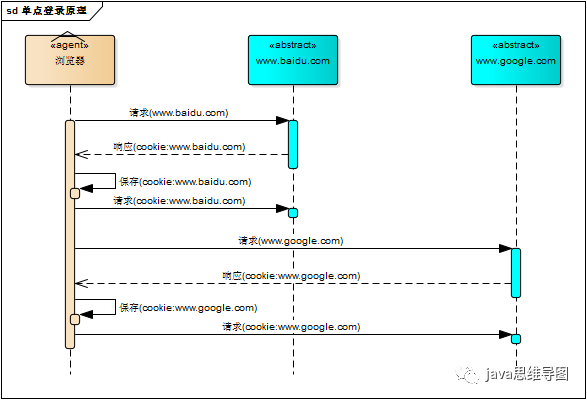 sd 单点登录原理
«agent»
浏览器
«abstract»
www.baidu.com
«abstract»
www.google.com
请求(www.baidu.com)
响应(cookie:www.baidu.com)
保存(cookie:www.baidu.com)
请求(cookie:www.baidu.com)
请求(www.google.com)
响应(cookie:www.google.com)
保存(cookie:www.google.com)
请求(cookie:www.google.com)
java思维导图